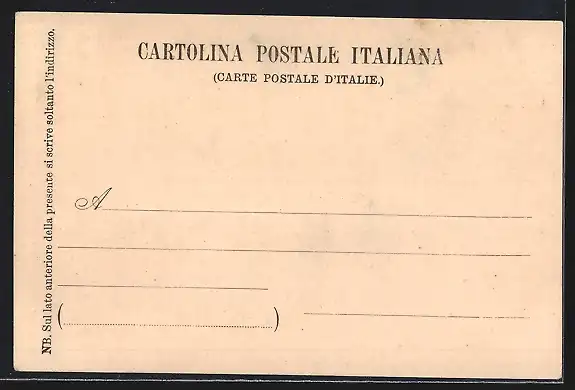 CARTOLINA POSTALE ITALIANA
(CARTE POSTALE D'ITALIE.)
A
NB. Sul lato anteriore della presente si scrive soltanto l'indirizzo.